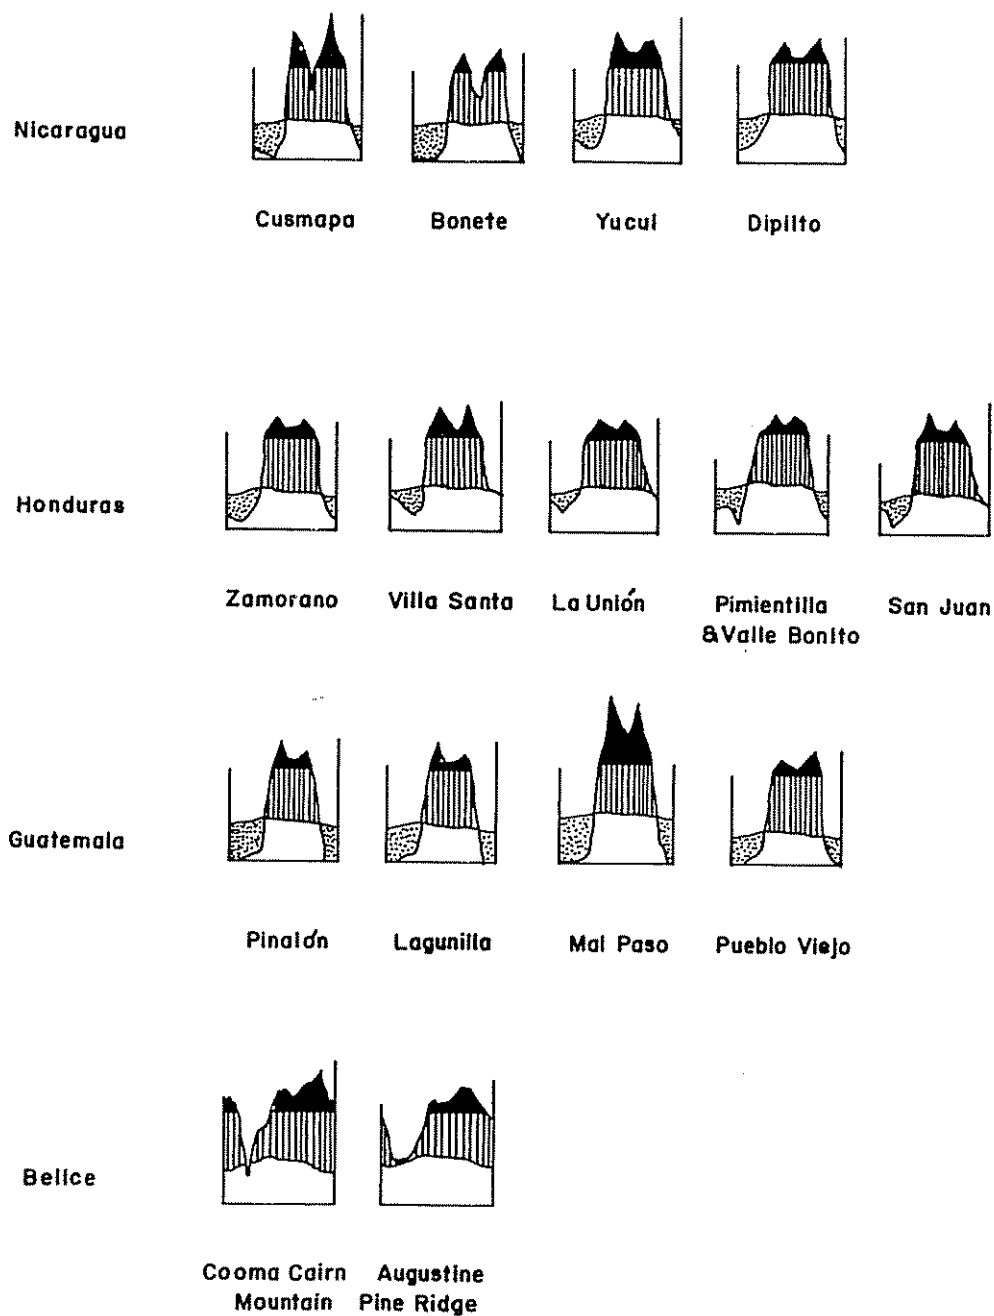 Nicaragua
Cusmapa Bonete Yucul Dipilto
Honduras
Zamorano Villa Santa La Unión Pimientilla San Juan
& Valle Bonito
Guatemala
Pinalón Lagunilla Mal Paso Pueblo Viejo
Belice
Cooma Cairn Augustine
Mountain Pine Ridge